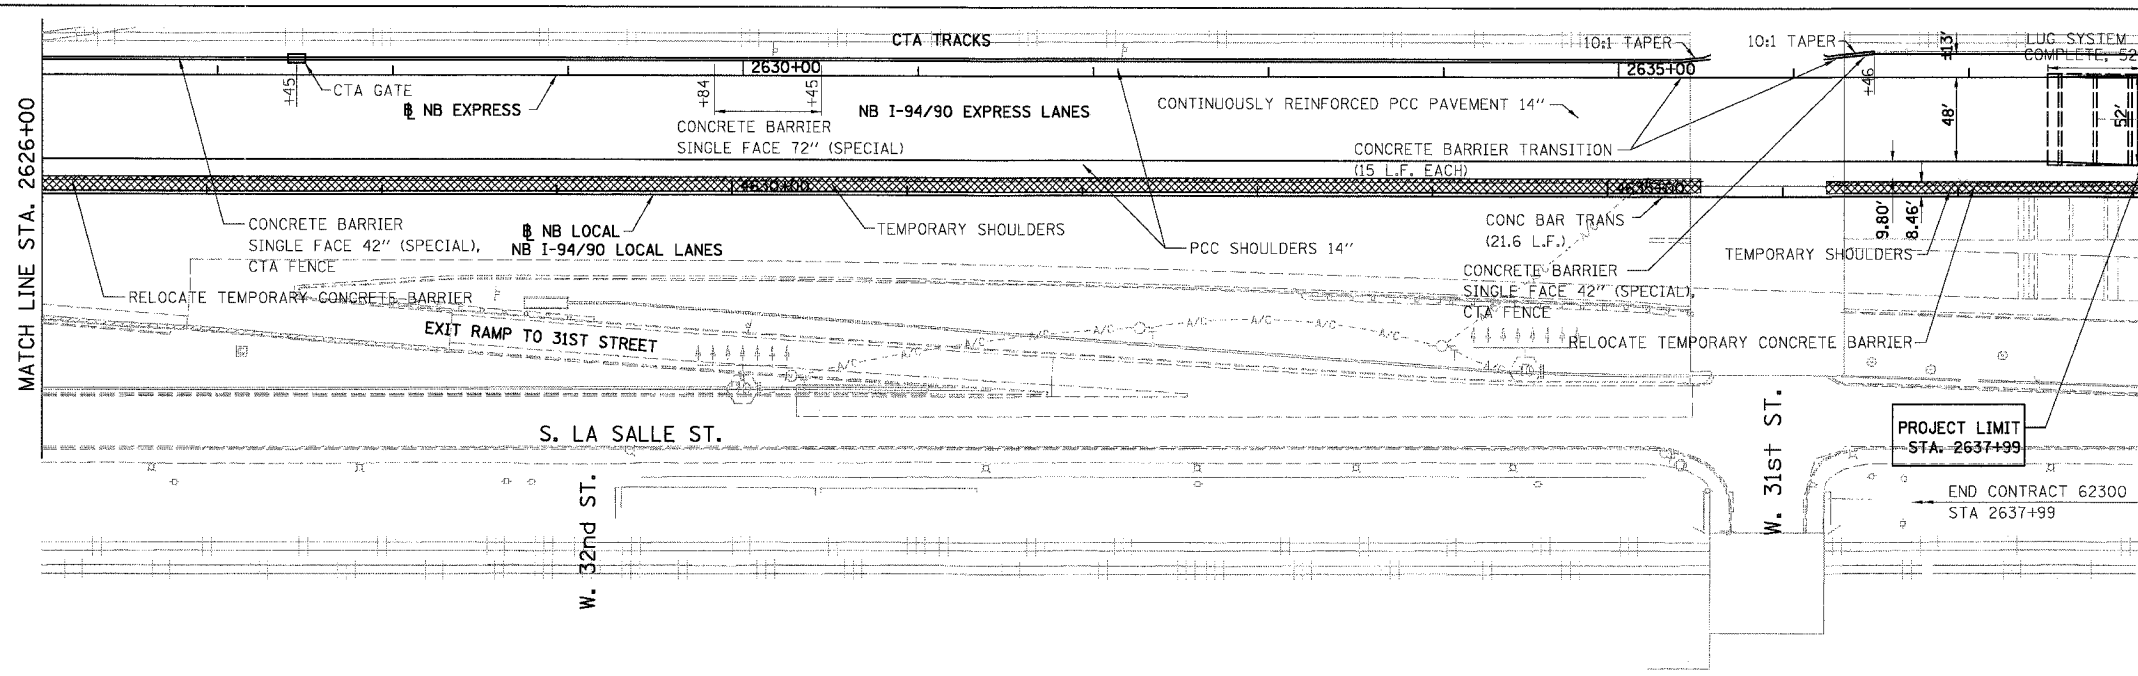 MATCH LINE STA. 2626+00
CTA TRACKS
10:1 TAPER
10:1 TAPER
13'
LUG SYSTEM
COMPLETE, 52
2630+00
2635+00
+45
CTA GATE
NB EXPRESS
+84
+45
CONCRETE BARRIER
SINGLE FACE 72" (SPECIAL)
NB I-94/90 EXPRESS LANES
CONTINUOUSLY REINFORCED PCC PAVEMENT 14"
+46
48'
52'
CONCRETE BARRIER TRANSITION
(15 L.F. EACH)
4630+00
4635+00
CONCRETE BARRIER
SINGLE FACE 42" (SPECIAL),
CTA FENCE
NB LOCAL
NB I-94/90 LOCAL LANES
TEMPORARY SHOULDERS
PCC SHOULDERS 14"
CONC BAR TRANS
(21.6 L.F.)
9.80'
8.46'
TEMPORARY SHOULDERS
CONCRETE BARRIER
SINGLE FACE 42" (SPECIAL),
CTA FENCE
RELOCATE TEMPORARY CONCRETE BARRIER
EXIT RAMP TO 31ST STREET
A/C
A/C
A/C
A/C
A/C
A/C
A/C
A/C
RELOCATE TEMPORARY CONCRETE BARRIER
S. LA SALLE ST.
W. 32nd ST.
W. 31st ST.
PROJECT LIMIT
STA. 2637+99
END CONTRACT 62300
STA 2637+99